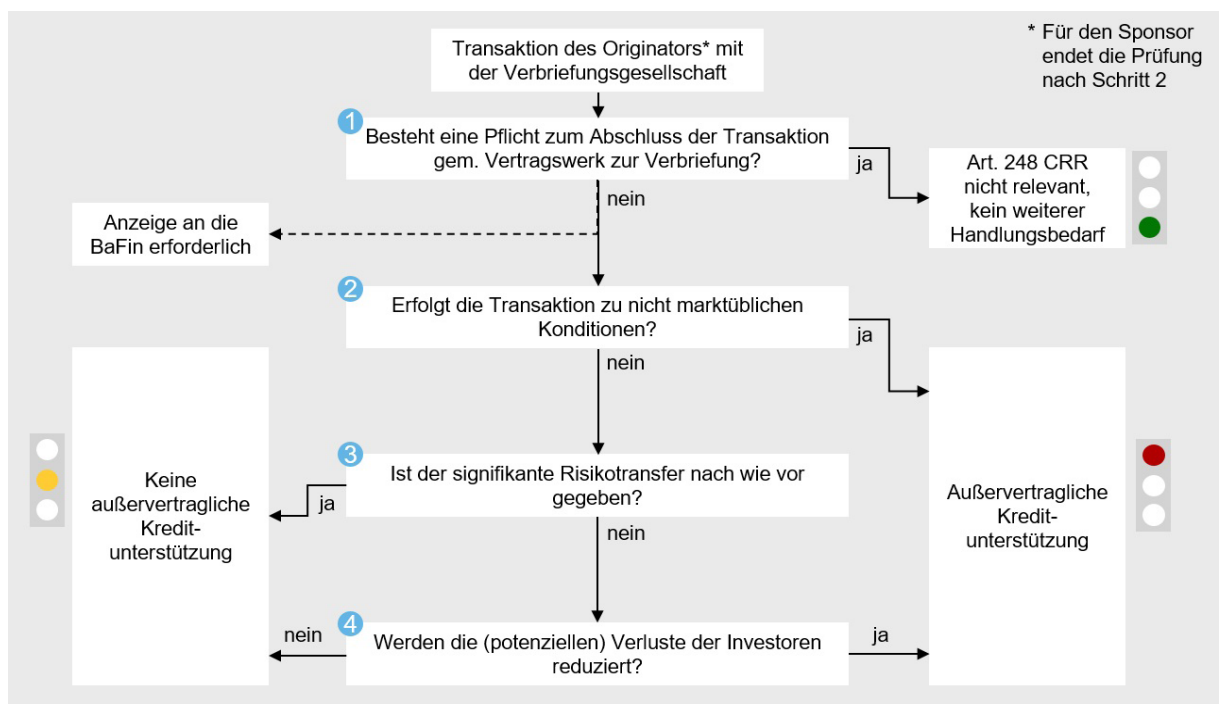 Transaktion des Originators* mit
der Verbriefungsgesellschaft
* Für den Sponsor
endet die Prüfung
nach Schritt 2
1
Besteht eine Pflicht zum Abschluss der Transaktion
gem. Vertragswerk zur Verbriefung?
ja
Art. 248 CRR
nicht relevant,
kein weiterer
Handlungsbedarf
nein
Anzeige an die
BaFin erforderlich
2
Erfolgt die Transaktion zu nicht marktüblichen
Konditionen?
ja
nein
3
Ist der signifikante Risikotransfer nach wie vor
gegeben?
ja
nein
Keine
außervertragliche
Kredit-
unterstützung
Außervertragliche
Kredit-
unterstützung
4
Werden die (potenziellen) Verluste der Investoren
reduziert?
nein
ja